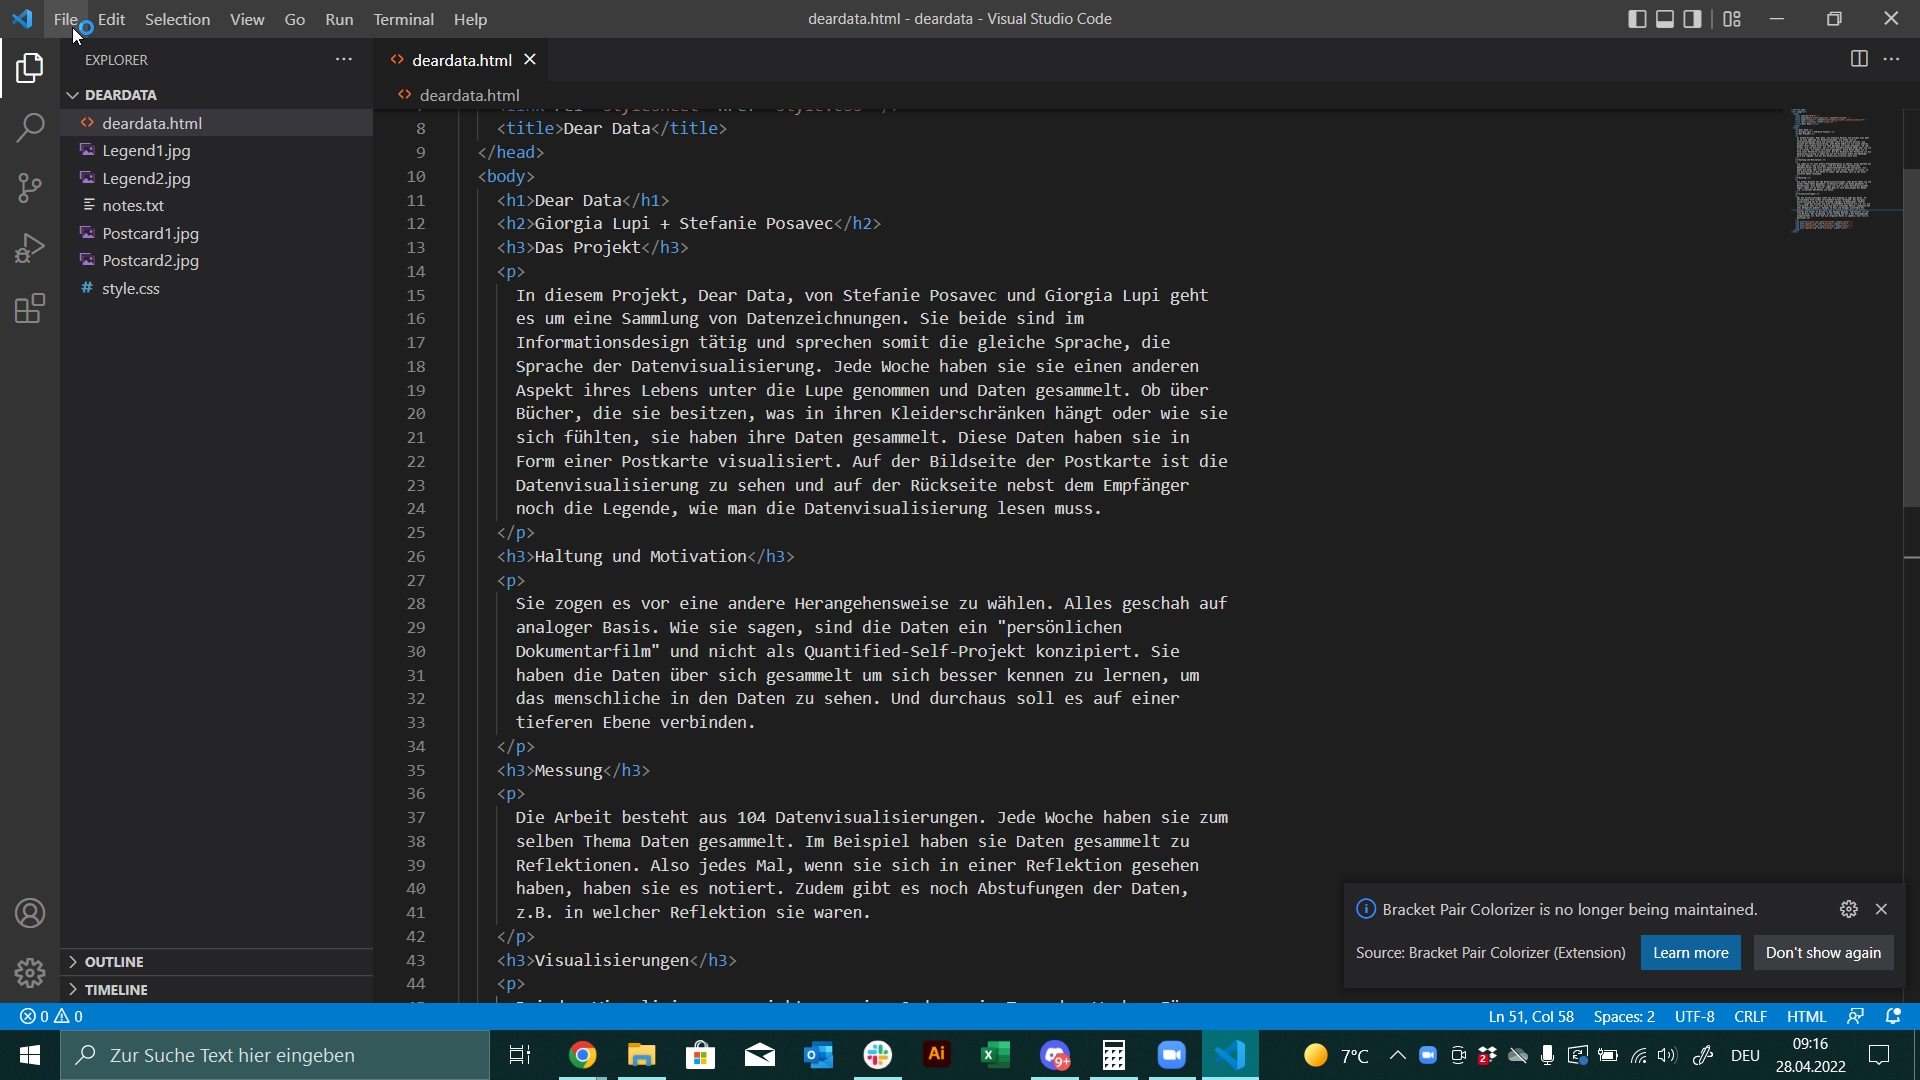 File Edit Selection View Go Run Terminal Help deardata.html - deardata - Visual Studio Code
EXPLORER
DEARDATA
deardata.html
Legend1.jpg
Legend2.jpg
notes.txt
Postcard1.jpg
Postcard2.jpg
style.css
OUTLINE
TIMELINE
deardata.html
deardata.html
8 <title>Dear Data</title>
9 </head>
10 <body>
11 <h1>Dear Data</h1>
12 <h2>Giorgia Lupi + Stefanie Posavec</h2>
13 <h3>Das Projekt</h3>
14 <p>
15 In diesem Projekt, Dear Data, von Stefanie Posavec und Giorgia Lupi geht
16 es um eine Sammlung von Datenzeichnungen. Sie beide sind im
17 Informationsdesign tätig und sprechen somit die gleiche Sprache, die
18 Sprache der Datenvisualisierung. Jede Woche haben sie sie einen anderen
19 Aspekt ihres Lebens unter die Lupe genommen und Daten gesammelt. Ob über
20 Bücher, die sie besitzen, was in ihren Kleiderschränken hängt oder wie sie
21 sich fühlten, sie haben ihre Daten gesammelt. Diese Daten haben sie in
22 Form einer Postkarte visualisiert. Auf der Bildseite der Postkarte ist die
23 Datenvisualisierung zu sehen und auf der Rückseite nebst dem Empfänger
24 noch die Legende, wie man die Datenvisualisierung lesen muss.
25 </p>
26 <h3>Haltung und Motivation</h3>
27 <p>
28 Sie zogen es vor eine andere Herangehensweise zu wählen. Alles geschah auf
29 analoger Basis. Wie sie sagen, sind die Daten ein "persönlichen
30 Dokumentarfilm" und nicht als Quantified-Self-Projekt konzipiert. Sie
31 haben die Daten über sich gesammelt um sich besser kennen zu lernen, um
32 das menschliche in den Daten zu sehen. Und durchaus soll es auf einer
33 tieferen Ebene verbinden.
34 </p>
35 <h3>Messung</h3>
36 <p>
37 Die Arbeit besteht aus 104 Datenvisualisierungen. Jede Woche haben sie zum
38 selben Thema Daten gesammelt. Im Beispiel haben sie Daten gesammelt zu
39 Reflektionen. Also jedes Mal, wenn sie sich in einer Reflektion gesehen
40 haben, haben sie es notiert. Zudem gibt es noch Abstufungen der Daten,
41 z.B. in welcher Reflektion sie waren.
42 </p>
43 <h3>Visualisierungen</h3>
44 <p>
Bracket Pair Colorizer is no longer being maintained.
Source: Bracket Pair Colorizer (Extension) Learn more Don't show again
0 0 Ln 51, Col 58 Spaces: 2 UTF-8 CRLF HTML
Zur Suche Text hier eingeben
Ai
9+
7°C
2
DEU
09:16
28.04.2022